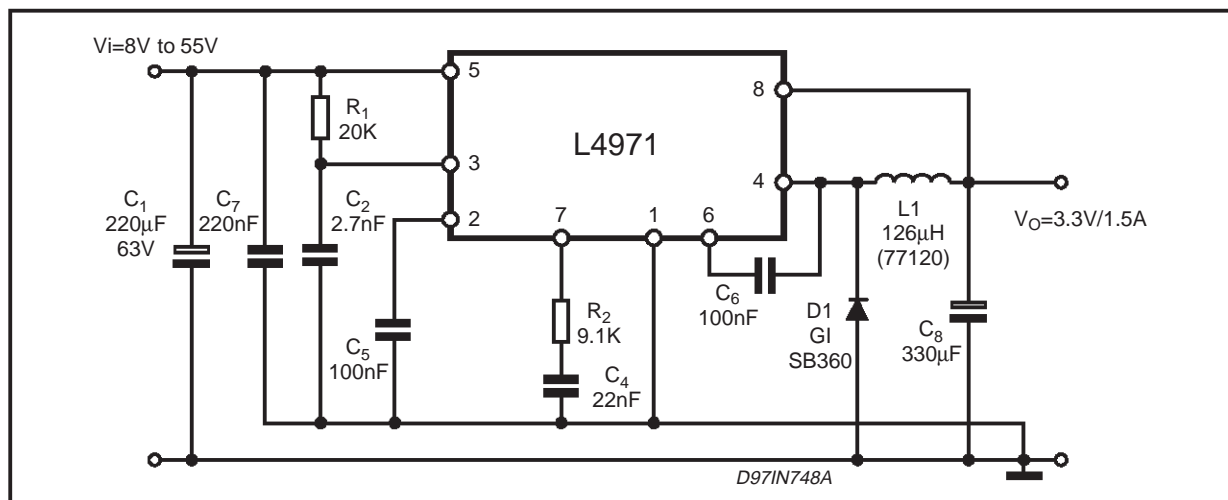 Vi=8V to 55V
5
8
R1
20K
L4971
3
4
C1
220µF
63V
C7
220nF
C2
2.7nF
2
7
1
6
L1
126µH
(77120)
VO=3.3V/1.5A
C6
100nF
R2
9.1K
D1
GI
SB360
C8
330µF
C5
100nF
C4
22nF
D97IN748A